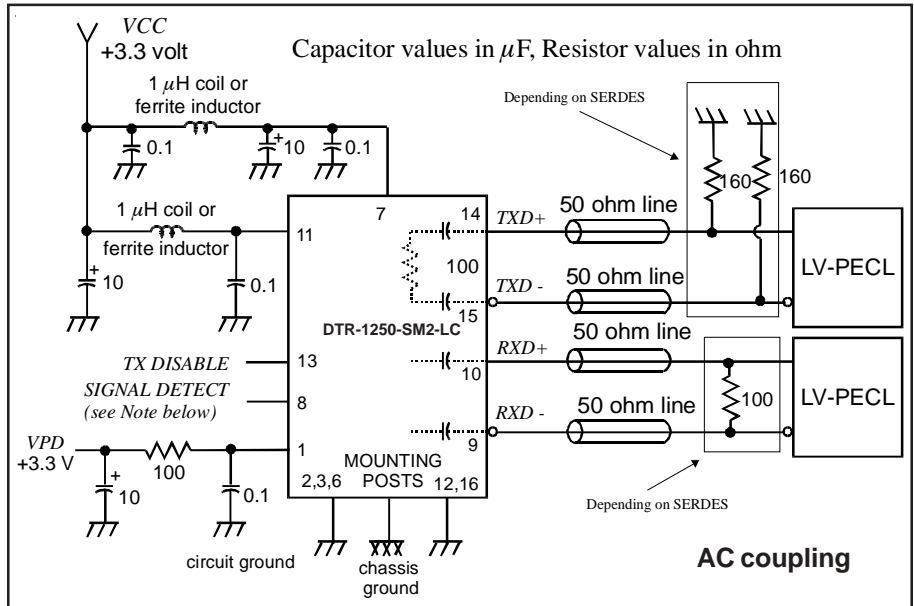 VCC
+3.3 volt
Capacitor values in μF, Resistor values in ohm
1 μH coil or
ferrite inductor
0.1
+
10
0.1
Depending on SERDES
160
160
1 μH coil or
ferrite inductor
+
10
0.1
11
7
14
100
15
DTR-1250-SM2-LC
TXD+
50 ohm line
TXD -
50 ohm line
LV-PECL
TX DISABLE
13
SIGNAL DETECT
(see Note below)
8
10
RXD+
50 ohm line
9
RXD -
50 ohm line
100
LV-PECL
VPD
+3.3 V
100
1
+
10
0.1
MOUNTING
POSTS
2,3,6
12,16
Depending on SERDES
circuit ground
chassis
ground
AC coupling